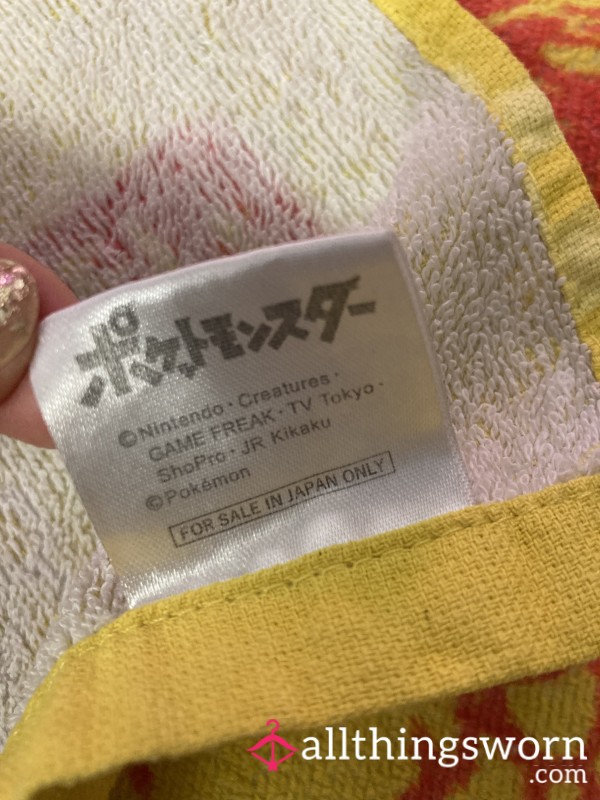 ポケットモンスター
©Nintendo・Creatures・
GAME FREAK・TV Tokyo・
ShoPro・JR Kikaku
©Pokémon
FOR SALE IN JAPAN ONLY
allthingsworn
.com